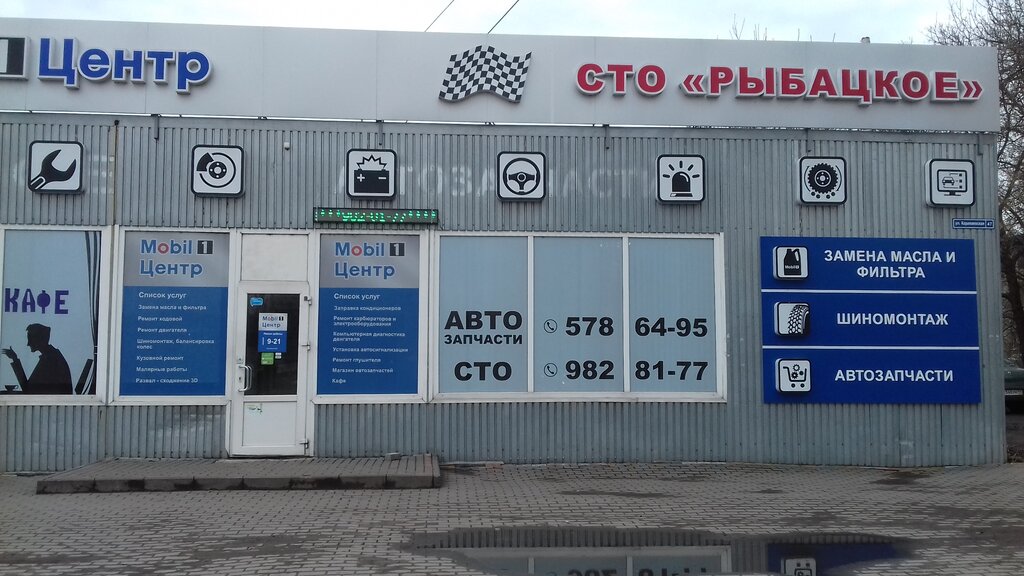 1 Центр
СТО «РЫБАЦКОЕ»
КАФЕ
Mobil 1
Центр
Список услуг
Замена масла и фильтра
Ремонт ходовой
Ремонт двигателя
Шиномонтаж, балансировка
колес
Кузовной ремонт
Малярные работы
Развал - схождение 3D
Mobil 1
Центр
9-21
Mobil 1
Центр
Список услуг
Заправка кондиционеров
Ремонт карбюраторов и
электрооборудования
Компьютерная диагностика
двигателя
Установка автосигнализации
Ремонт глушителя
Магазин автозапчастей
Кафе
АВТО
ЗАПЧАСТИ
578 64-95
СТО
982 81-77
ЗАМЕНА МАСЛА И
ФИЛЬТРА
Mobil 1
ШИНОМОНТАЖ
АВТОЗАПЧАСТИ